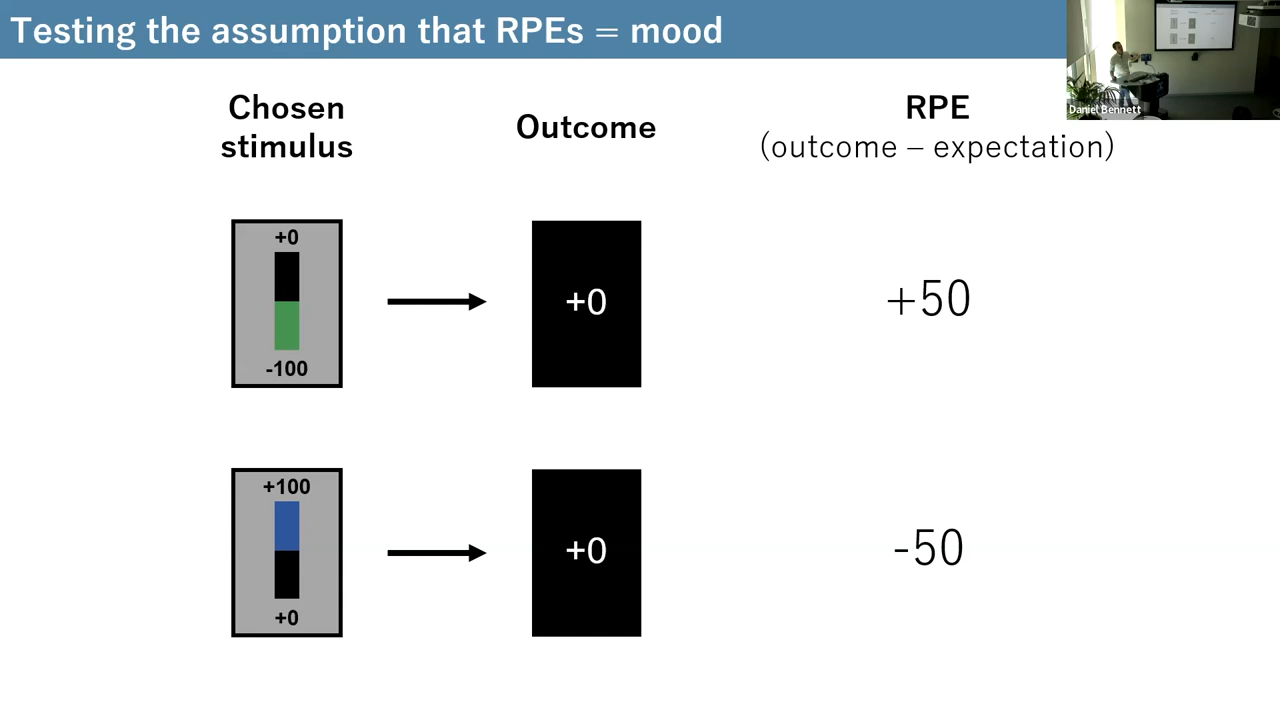 Testing the assumption that RPEs = mood
Daniel Bennett
Chosen
stimulus
Outcome
RPE
(outcome – expectation)
+0
-100
+0
+50
+100
+0
+0
-50